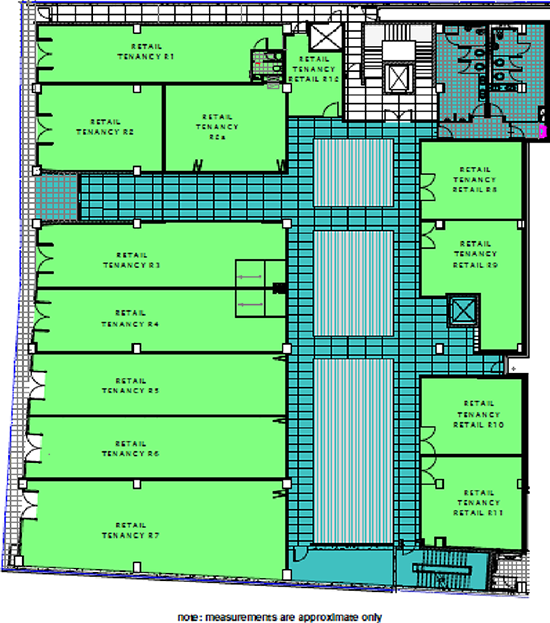 RETAIL
TENANCY R1
RETAIL
TENANCY
RETAIL R12
RETAIL
TENANCY R2
RETAIL
TENANCY
R2a
RETAIL
TENANCY
RETAIL R8
RETAIL
TENANCY R3
RETAIL
TENANCY
RETAIL R9
RETAIL
TENANCY R4
RETAIL
TENANCY R5
RETAIL
TENANCY
RETAIL R10
RETAIL
TENANCY R6
RETAIL
TENANCY
RETAIL R11
RETAIL
TENANCY R7
note: measurements are approximate only